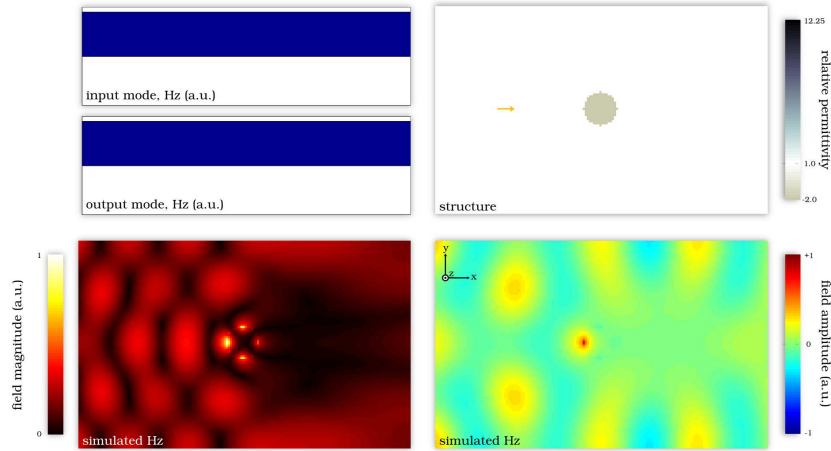 input mode, Hz (a.u.)
output mode, Hz (a.u.)
structure
12.25
1.0
-2.0
relative permittivity
1
0
field magnitude (a.u.)
simulated Hz
y
z
x
simulated Hz
+1
0
-1
field amplitude (a.u.)